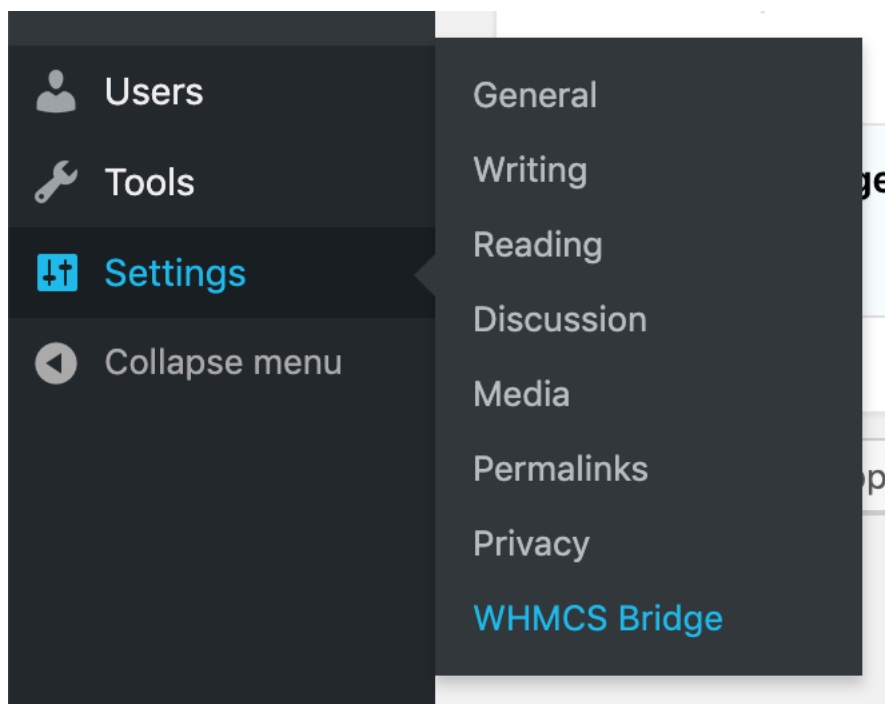 Users
Tools
Settings
Collapse menu
General
Writing
Reading
Discussion
Media
Permalinks
Privacy
WHMCS Bridge